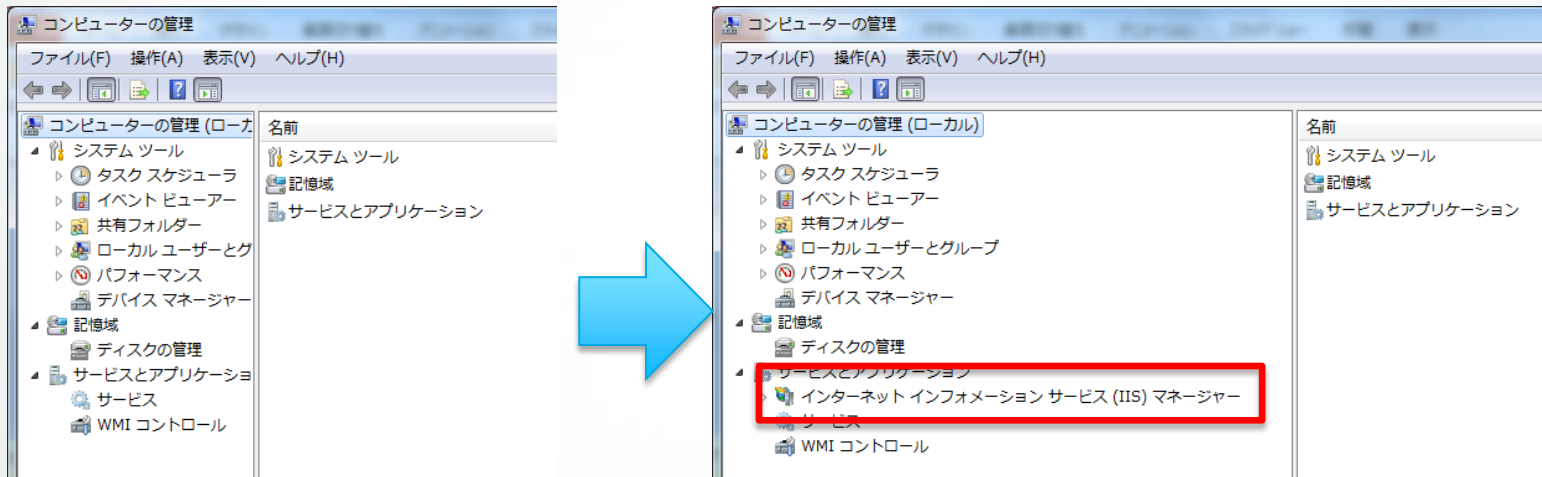 コンピューターの管理
ファイル(F) 操作(A) 表示(V) ヘルプ(H)
コンピューターの管理 (ローカ
システム ツール
タスク スケジューラ
イベント ビューアー
共有フォルダー
ローカル ユーザーとグ
パフォーマンス
デバイス マネージャー
記憶域
ディスクの管理
サービスとアプリケーショ
サービス
WMI コントロール
名前
システム ツール
記憶域
サービスとアプリケーション
コンピューターの管理
ファイル(F) 操作(A) 表示(V) ヘルプ(H)
コンピューターの管理 (ローカル)
システム ツール
タスク スケジューラ
イベント ビューアー
共有フォルダー
ローカル ユーザーとグループ
パフォーマンス
デバイス マネージャー
記憶域
ディスクの管理
サービスとアプリケーション
インターネット インフォメーション サービス (IIS) マネージャー
サービス
WMI コントロール
名前
システム ツール
記憶域
サービスとアプリケーション